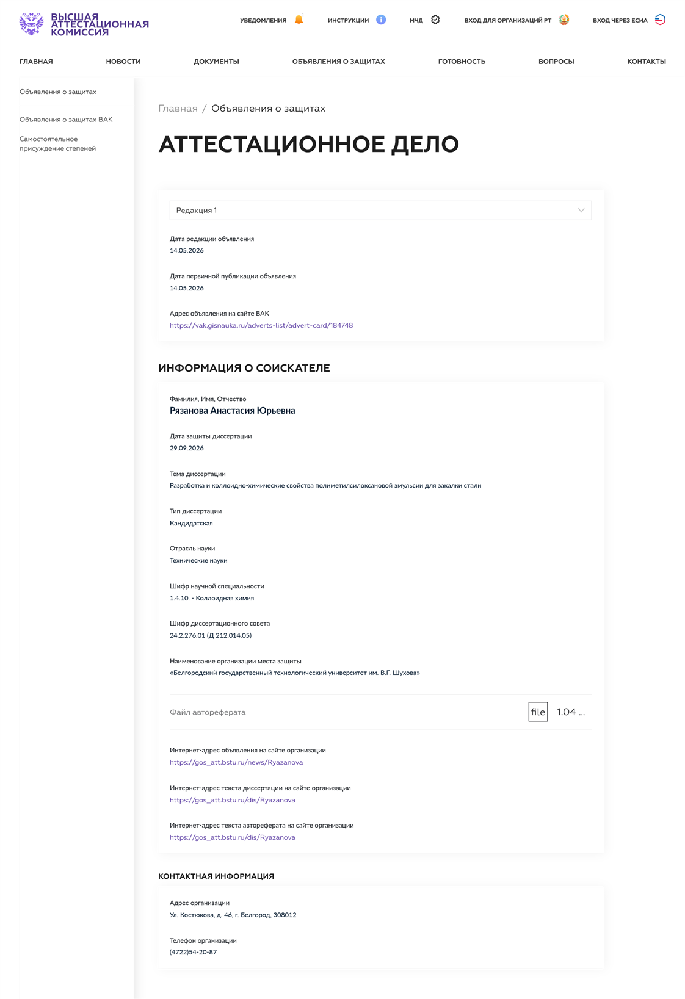 ВЫСШАЯ
АТТЕСТАЦИОННАЯ
КОМИССИЯ
УВЕДОМЛЕНИЯ 1
ИНСТРУКЦИИ
МЧД
ВХОД ДЛЯ ОРГАНИЗАЦИЙ РТ
ВХОД ЧЕРЕЗ ЕСИА
ГЛАВНАЯ
НОВОСТИ
ДОКУМЕНТЫ
ОБЪЯВЛЕНИЯ О ЗАЩИТАХ
ГОТОВНОСТЬ
ВОПРОСЫ
КОНТАКТЫ
Объявления о защитах
Объявления о защитах ВАК
Самостоятельное
присуждение степеней
Главная / Объявления о защитах
АТТЕСТАЦИОННОЕ ДЕЛО
Редакция 1
Дата редакции объявления
14.05.2026
Дата первичной публикации объявления
14.05.2026
Адрес объявления на сайте ВАК
https://vak.gisnauka.ru/adverts-list/advert-card/184748
ИНФОРМАЦИЯ О СОИСКАТЕЛЕ
Фамилия, Имя, Отчество
Рязанова Анастасия Юрьевна
Дата защиты диссертации
29.09.2026
Тема диссертации
Разработка и коллоидно-химические свойства полиметилсилоксановой эмульсии для закалки стали
Тип диссертации
Кандидатская
Отрасль науки
Технические науки
Шифр научной специальности
1.4.10. - Коллоидная химия
Шифр диссертационного совета
24.2.276.01 (Д 212.014.05)
Наименование организации места защиты
«Белгородский государственный технологический университет им. В.Г. Шухова»
Файл автореферата
file 1.04 ...
Интернет-адрес объявления на сайте организации
https://gos_att.bstu.ru/news/Ryazanova
Интернет-адрес текста диссертации на сайте организации
https://gos_att.bstu.ru/dis/Ryazanova
Интернет-адрес текста автореферата на сайте организации
https://gos_att.bstu.ru/dis/Ryazanova
КОНТАКТНАЯ ИНФОРМАЦИЯ
Адрес организации
Ул. Костюкова, д. 46, г. Белгород, 308012
Телефон организации
(4722)54-20-87